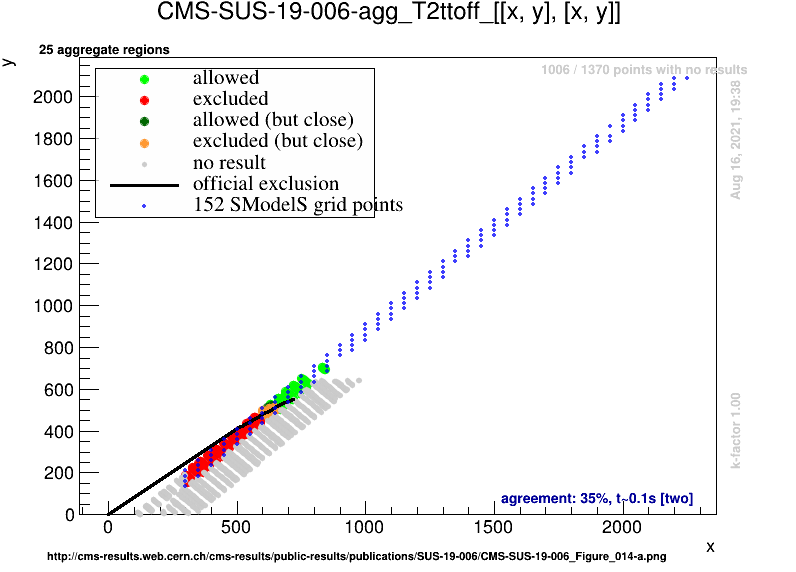 CMS-SUS-19-006-agg_T2ttoff_[[x, y], [x, y]]
25 aggregate regions
y
1006 / 1370 points with no results
allowed
excluded
allowed (but close)
excluded (but close)
no result
official exclusion
152 SModelS grid points
Aug 16, 2021, 19:38
k-factor 1.00
2000
1800
1600
1400
1200
1000
800
600
400
200
0
agreement: 35%, t~0.1s [two]
0 500 1000 1500 2000
x
http://cms-results.web.cern.ch/cms-results/public-results/publications/SUS-19-006/CMS-SUS-19-006_Figure_014-a.png